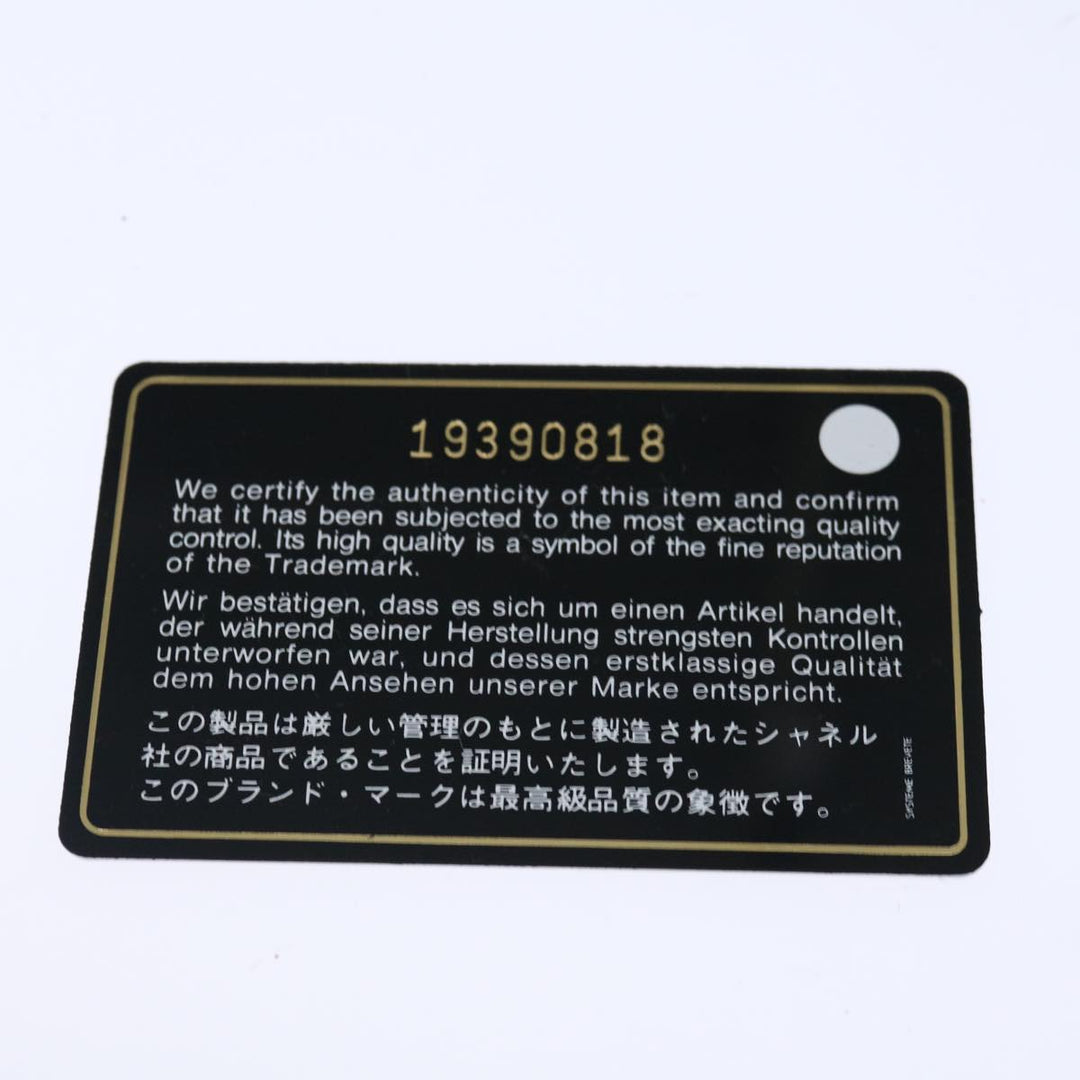 19390818
We certify the authenticity of this item and confirm
that it has been subjected to the most exacting quality
control. Its high quality is a symbol of the fine reputation
of the Trademark.
Wir bestätigen, dass es sich um einen Artikel handelt,
der während seiner Herstellung strengsten Kontrollen
unterworfen war, und dessen erstklassige Qualität
dem hohen Ansehen unserer Marke entspricht.
この製品は厳しい管理のもとに製造されたシャネル
社の商品であることを証明いたします。
このブランド・マークは最高級品質の象徴です。
SYSTEME BREVETE